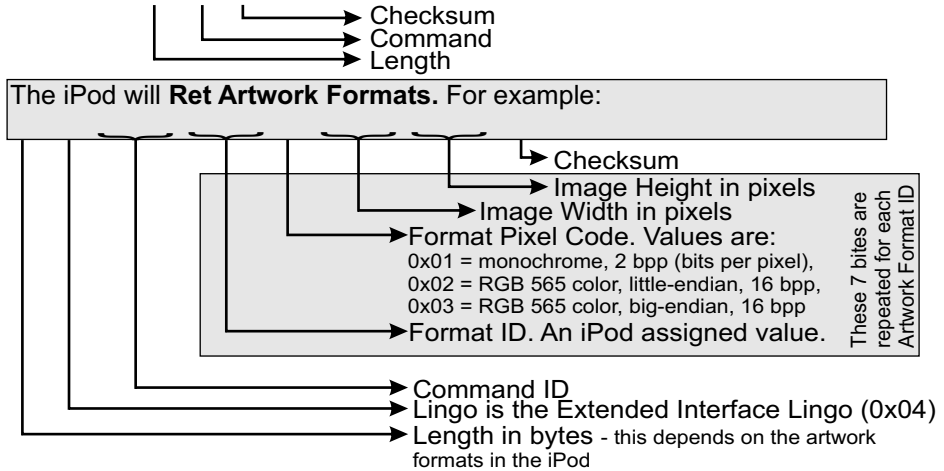 Checksum
Command
Length
The iPod will Ret Artwork Formats. For example:
Checksum
Image Height in pixels
Image Width in pixels
Format Pixel Code. Values are:
0x01 = monochrome, 2 bpp (bits per pixel),
0x02 = RGB 565 color, little-endian, 16 bpp,
0x03 = RGB 565 color, big-endian, 16 bpp
Format ID. An iPod assigned value.
These 7 bites are
repeated for each
Artwork Format ID
Command ID
Lingo is the Extended Interface Lingo (0x04)
Length in bytes - this depends on the artwork
formats in the iPod